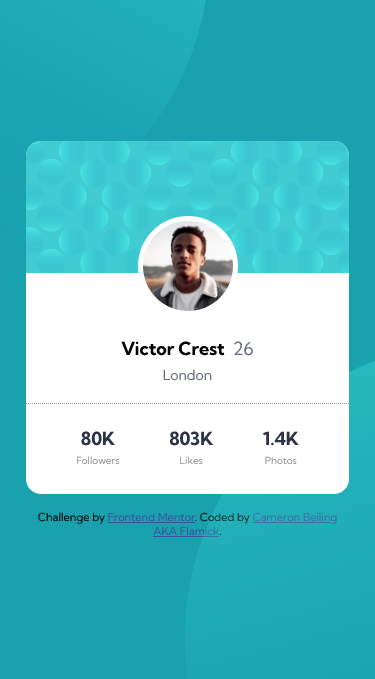 Victor Crest 26
London
80K 803K 1.4K
Followers Likes Photos
Challenge by Frontend Mentor. Coded by Cameron Beiling
AKA Flamick.